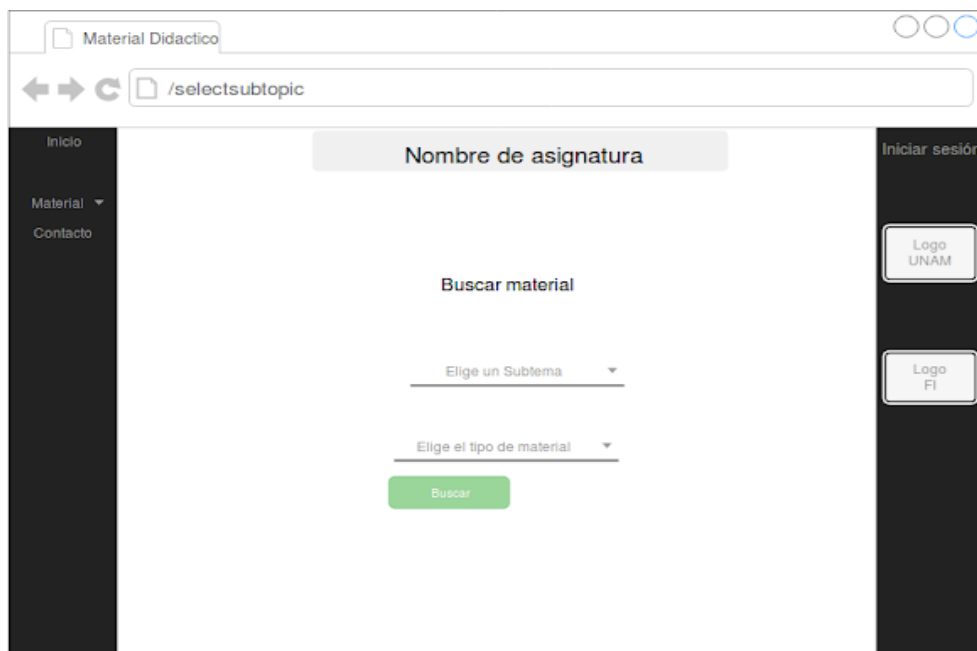 Material Didactico
/selectsubtopic
Inicio
Material
Contacto
Nombre de asignatura
Buscar material
Elige un Subtema
Elige el tipo de material
Buscar
Iniciar sesión
Logo
UNAM
Logo
FI